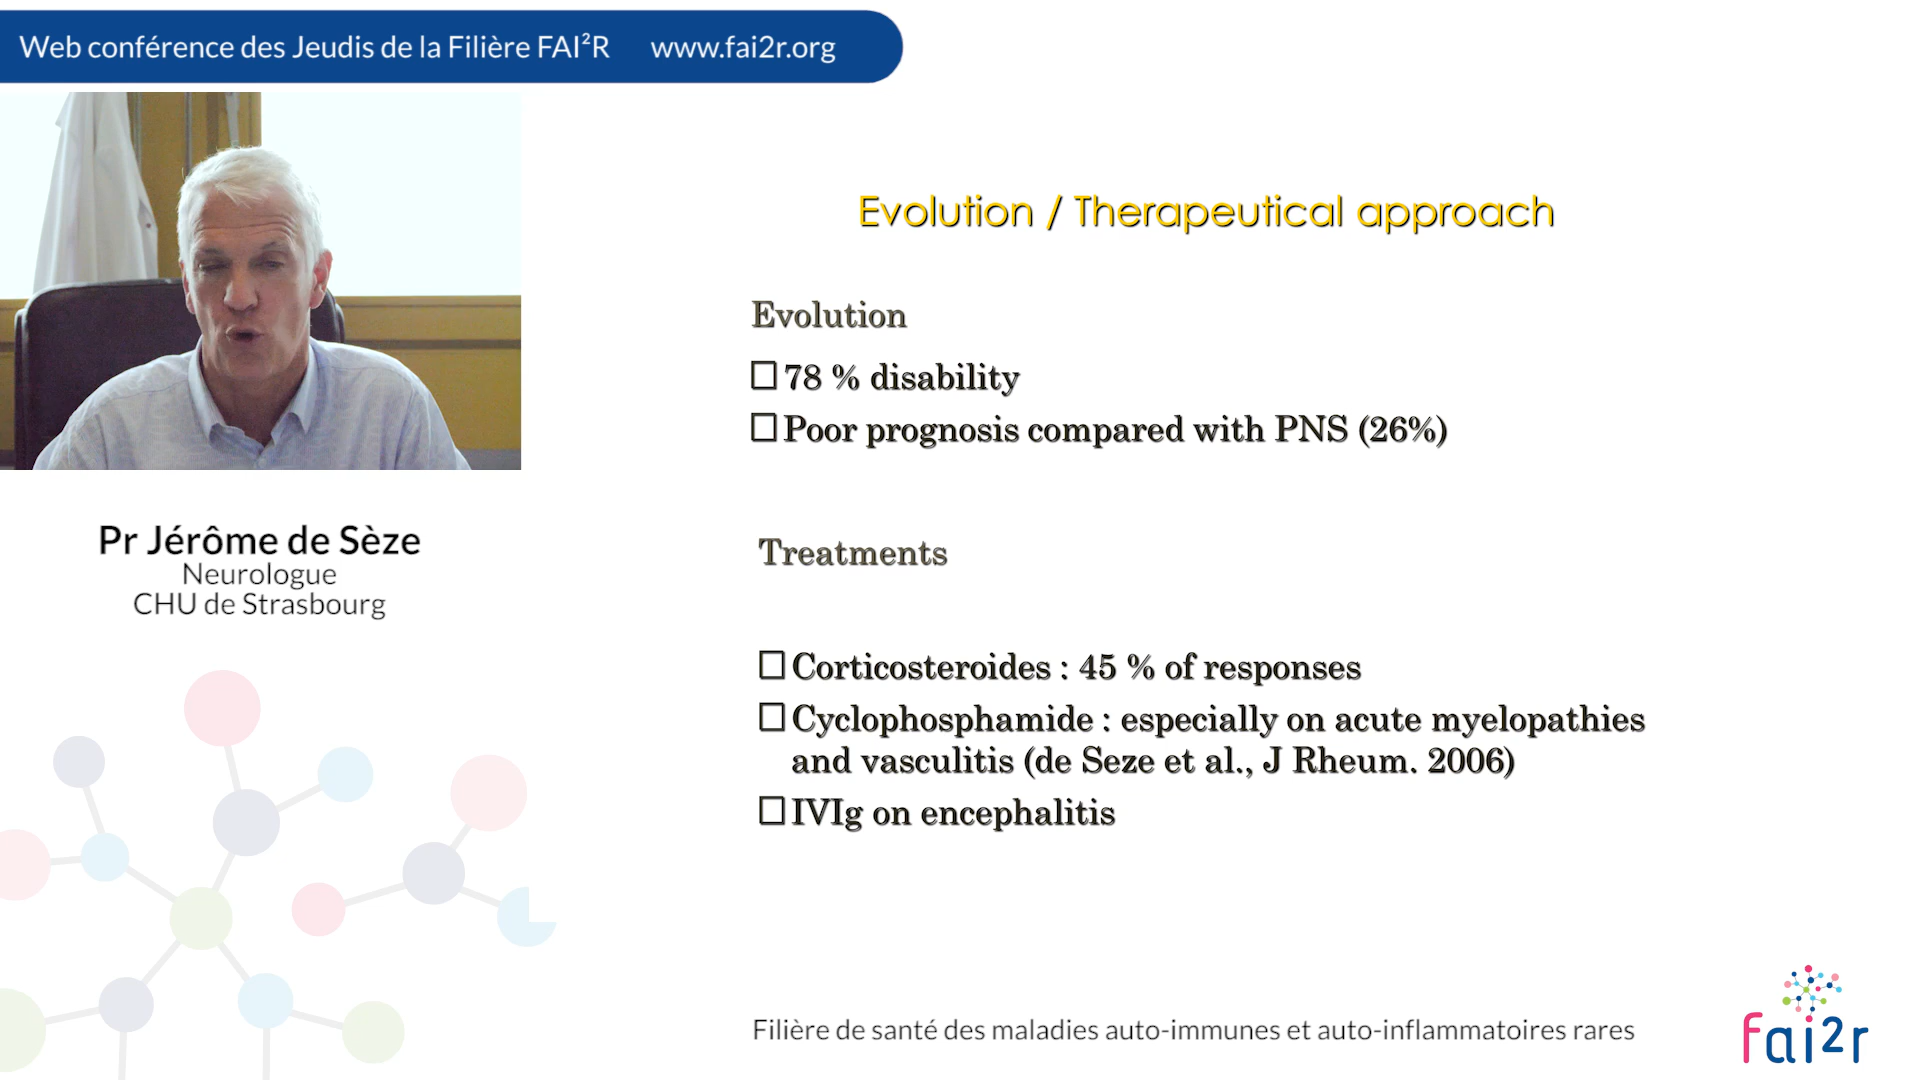 Web conférence des Jeudis de la Filière FAI²R www.fai2r.org
Pr Jérôme de Sèze
Neurologue
CHU de Strasbourg
Evolution / Therapeutical approach
Evolution
78 % disability
Poor prognosis compared with PNS (26%)
Treatments
Corticosteroides : 45 % of responses
Cyclophosphamide : especially on acute myelopathies
and vasculitis (de Seze et al., J Rheum. 2006)
IVIg on encephalitis
Filière de santé des maladies auto-immunes et auto-inflammatoires rares
fai2r